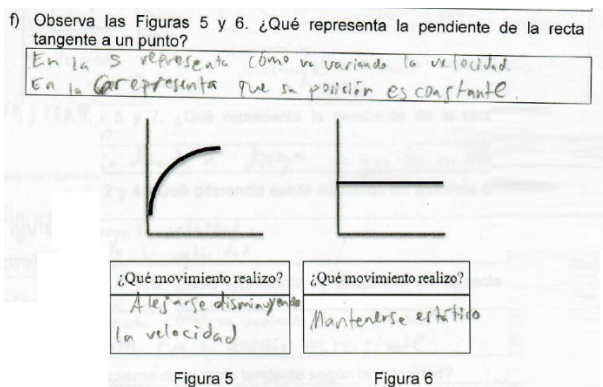 f) Observa las Figuras 5 y 6. ¿Qué representa la pendiente de la recta
tangente a un punto?
En la 5 representa cómo va variando la velocidad.
En la 6 representa que su posición es constante.
¿Qué movimiento realizo? ¿Qué movimiento realizo?
Alejarse disminuyendo
la velocidad
Mantenerse estático
Figura 5 Figura 6